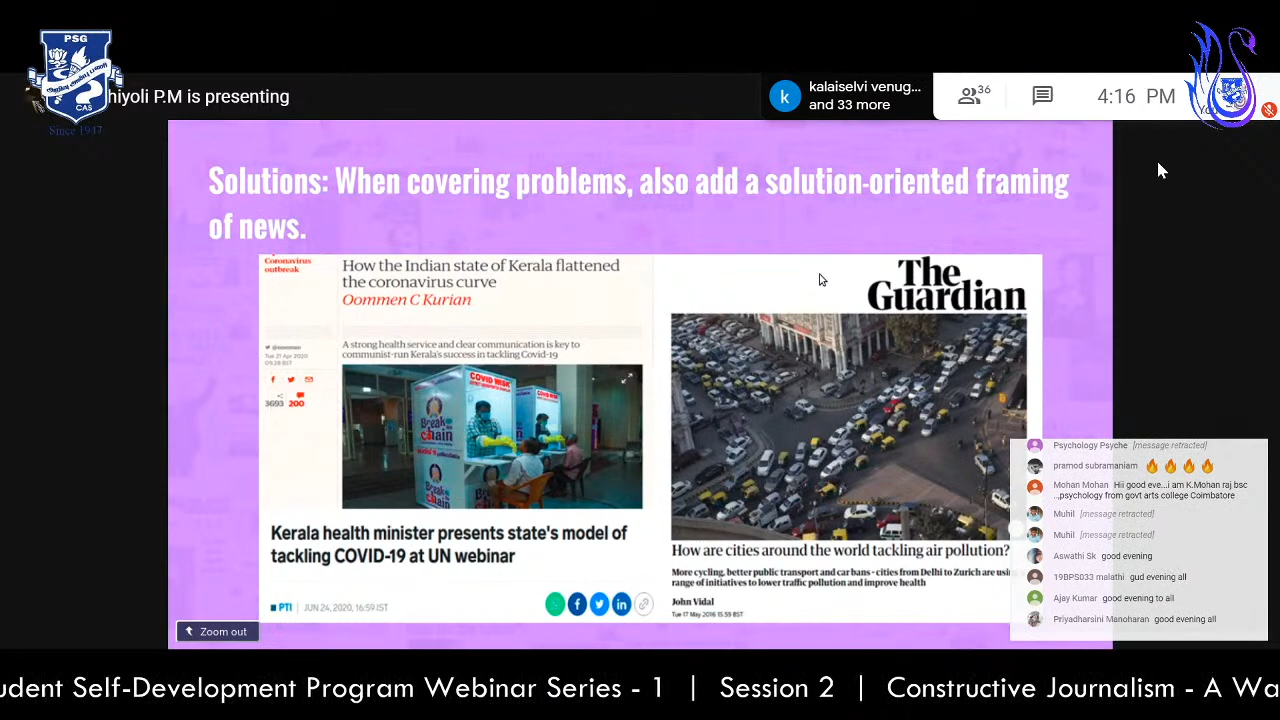 PSG
CAS
Since 1947
hiyoli P.M is presenting
k
kalaiselvi venug...
and 33 more
36
4:16 PM
Solutions: When covering problems, also add a solution-oriented framing
of news.
Coronavirus
outbreak
How the Indian state of Kerala flattened
the coronavirus curve
Oommen C Kurian
A strong health service and clear communication is key to
communist-run Kerala's success in tackling Covid-19
Tue 21 Apr 2020
09.28 BST
3693 200
COVID WISK
Break
chain
Kerala health minister presents state's model of
tackling COVID-19 at UN webinar
PTI | JUN 24, 2020, 16:59 IST
The
Guardian
How are cities around the world tackling air pollution?
More cycling, better public transport and car bans - cities from Delhi to Zurich are usin
range of initiatives to lower traffic pollution and improve health
John Vidal
Tue 17 May 2016 15.59 BST
Zoom out
Psychology Psyche [message retracted]
pramod subramaniam 🔥🔥🔥🔥
Mohan Mohan Hii good eve...i am K.Mohan raj bsc
..,psychology from govt arts college Coimbatore
Muhil [message retracted]
Muhil [message retracted]
Aswathi Sk good evening
19BPS033 malathi gud evening all
Ajay Kumar good evening to all
Priyadharsini Manoharan good evening all
udent Self-Development Program Webinar Series - 1 | Session 2 | Constructive Journalism - A Wa